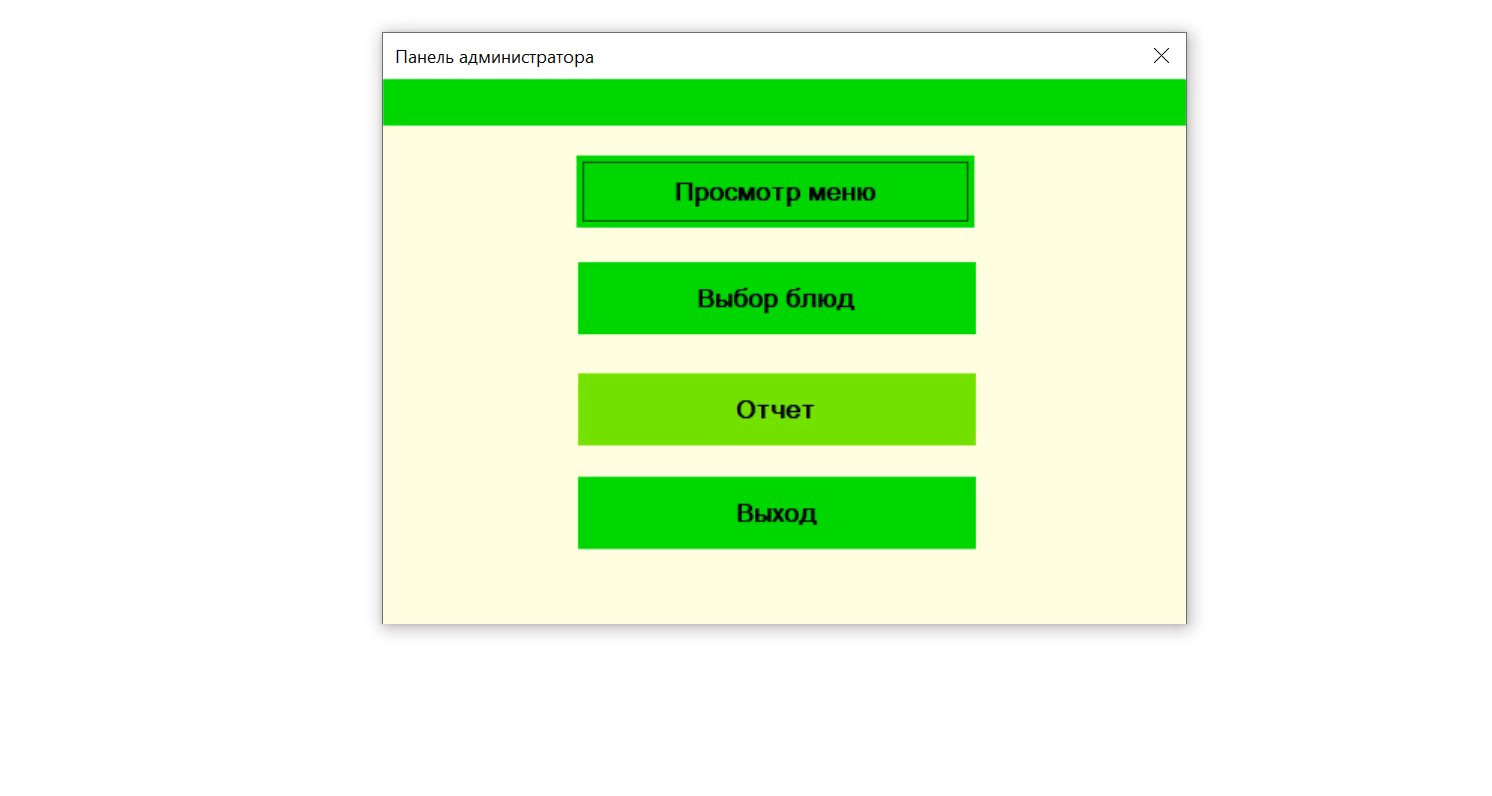 Панель администратора
Просмотр меню
Выбор блюд
Отчет
Выход